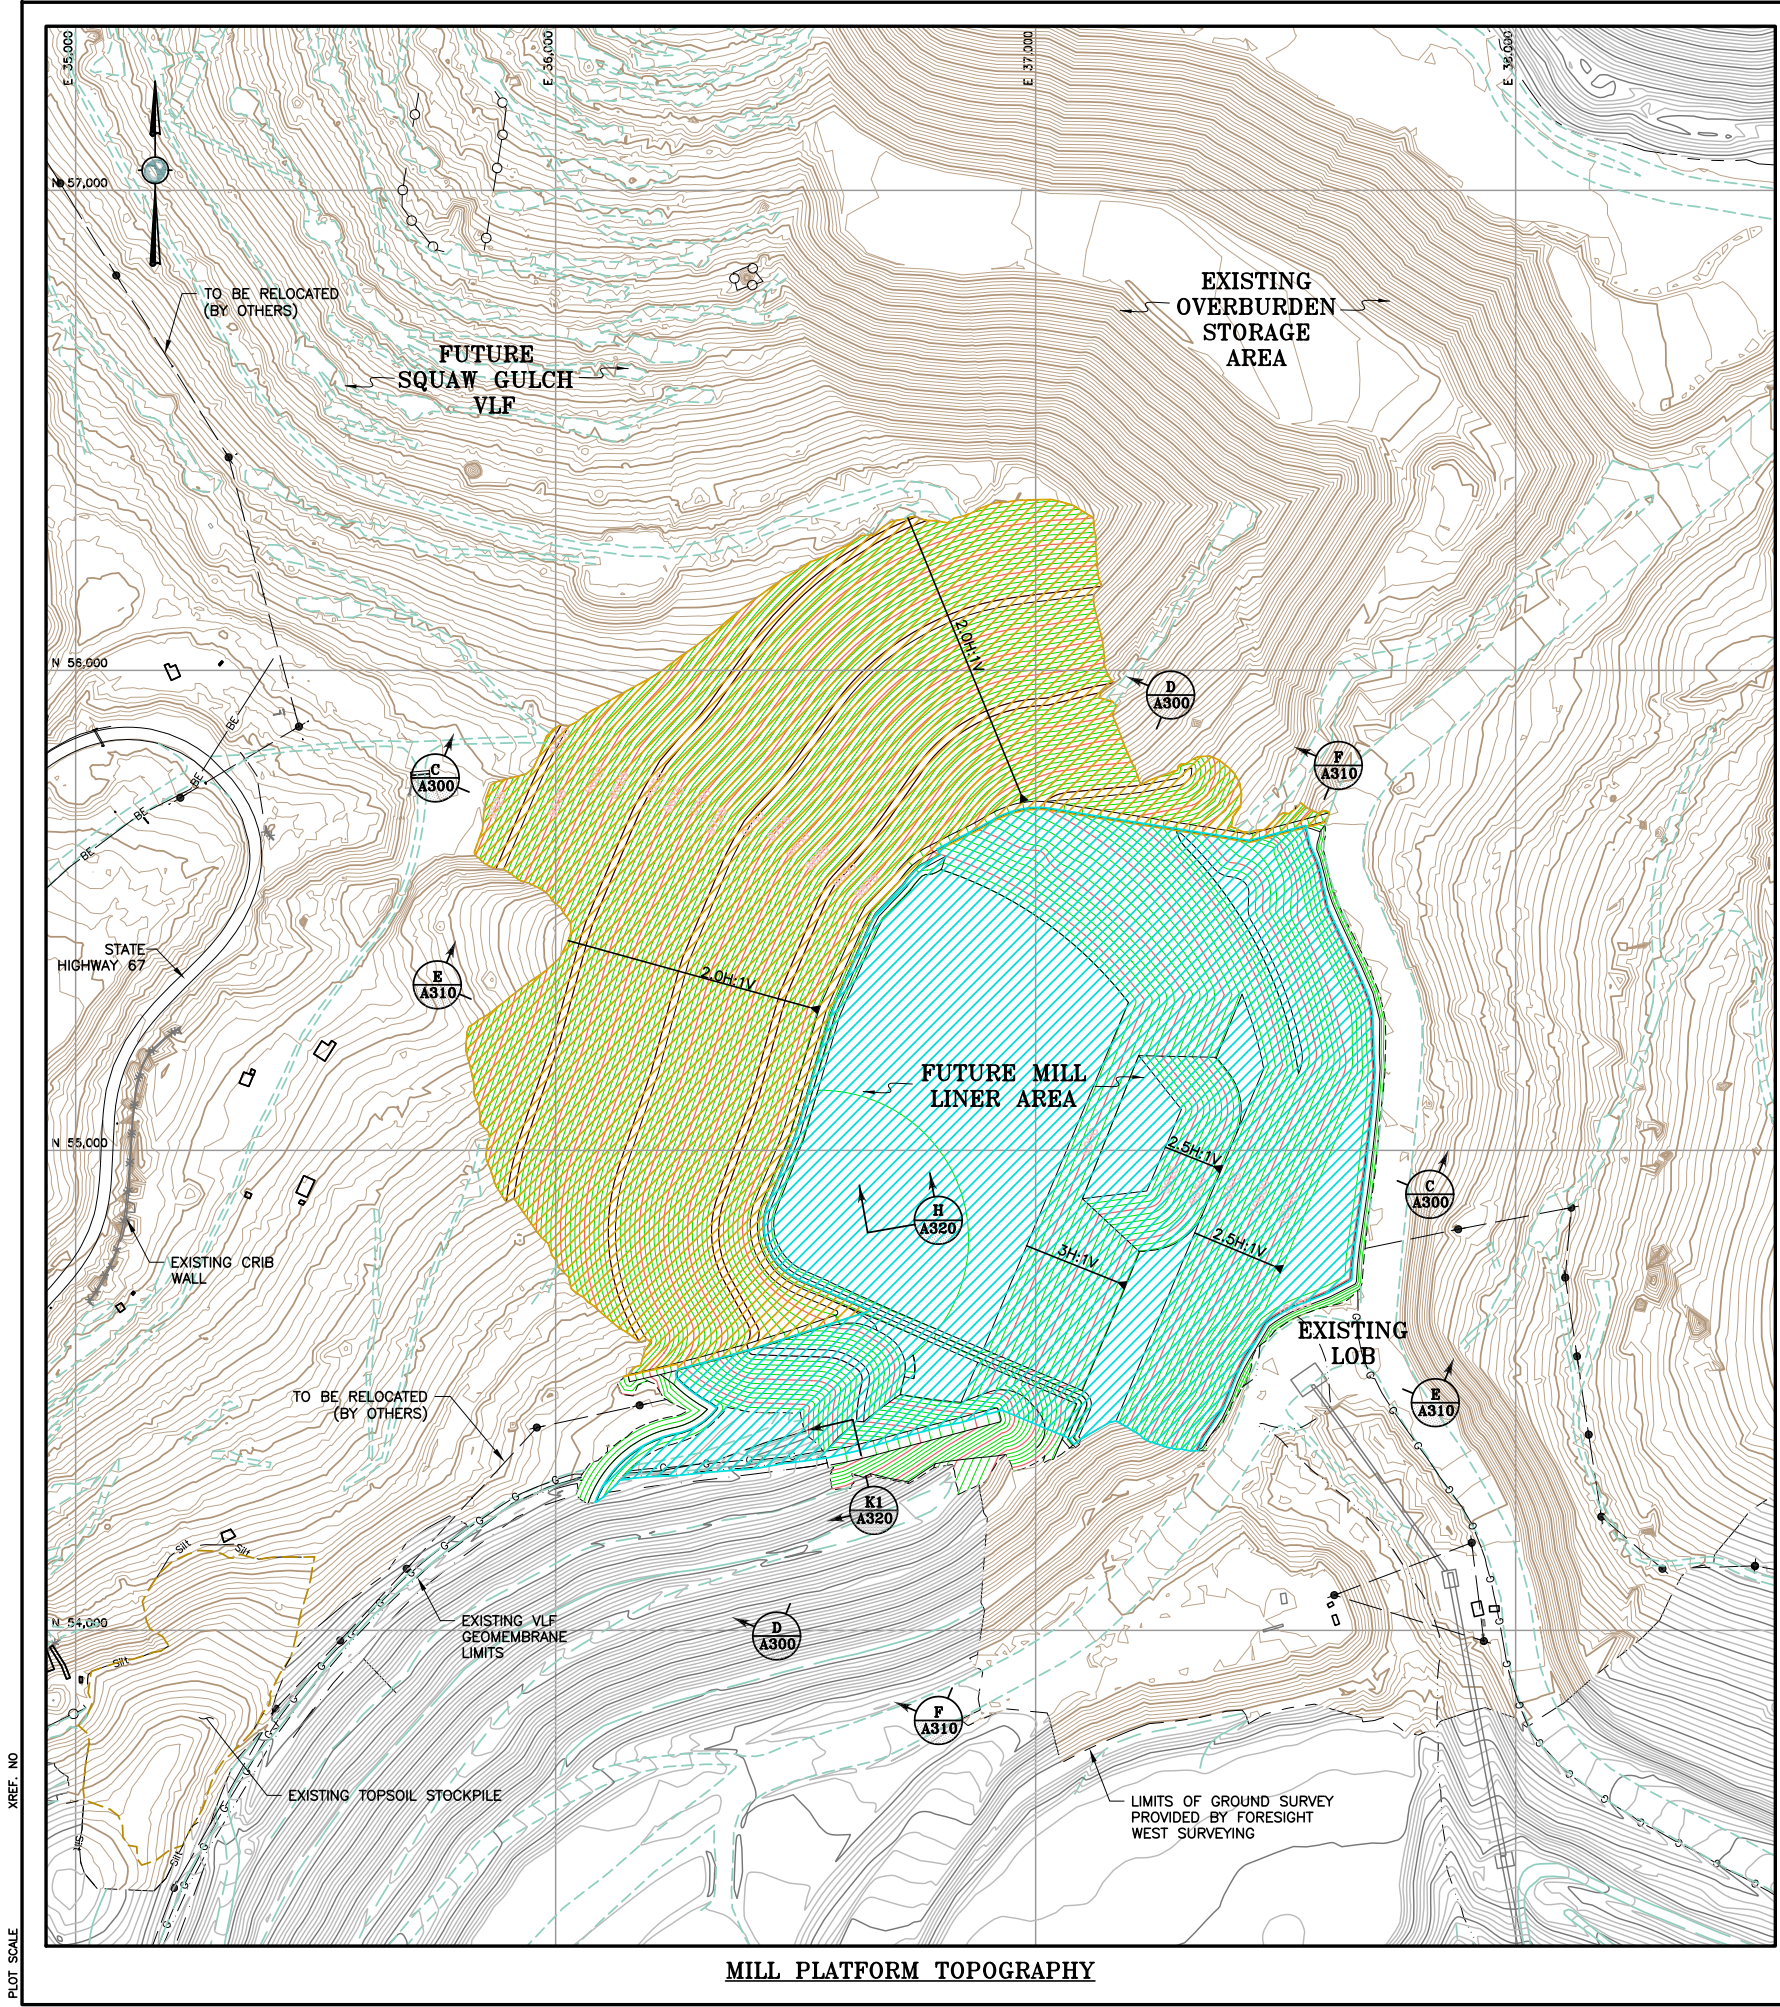 E 35,000
E 36,000
E 37,000
E 38,000
N 57,000
TO BE RELOCATED
(BY OTHERS)
EXISTING
OVERBURDEN
STORAGE
AREA
FUTURE
SQUAW GULCH
VLF
2.0H:1V
N 56,000
D
A300
BE
C
A300
F
A310
BE
BE
BE
STATE
HIGHWAY 67
E
A310
2.0H:1V
FUTURE MILL
LINER AREA
N 55,000
2.5H:1V
C
A300
H
A320
2.5H:1V
3H:1V
EXISTING CRIB
WALL
EXISTING
LOB
TO BE RELOCATED
(BY OTHERS)
E
A310
K1
A320
Silt
Silt
N 54,000
EXISTING VLF
GEOMEMBRANE
LIMITS
D
A300
Silt
F
A310
EXISTING TOPSOIL STOCKPILE
LIMITS OF GROUND SURVEY
PROVIDED BY FORESIGHT
WEST SURVEYING
Silt
Silt
XREF. NO
PLOT SCALE
MILL PLATFORM TOPOGRAPHY